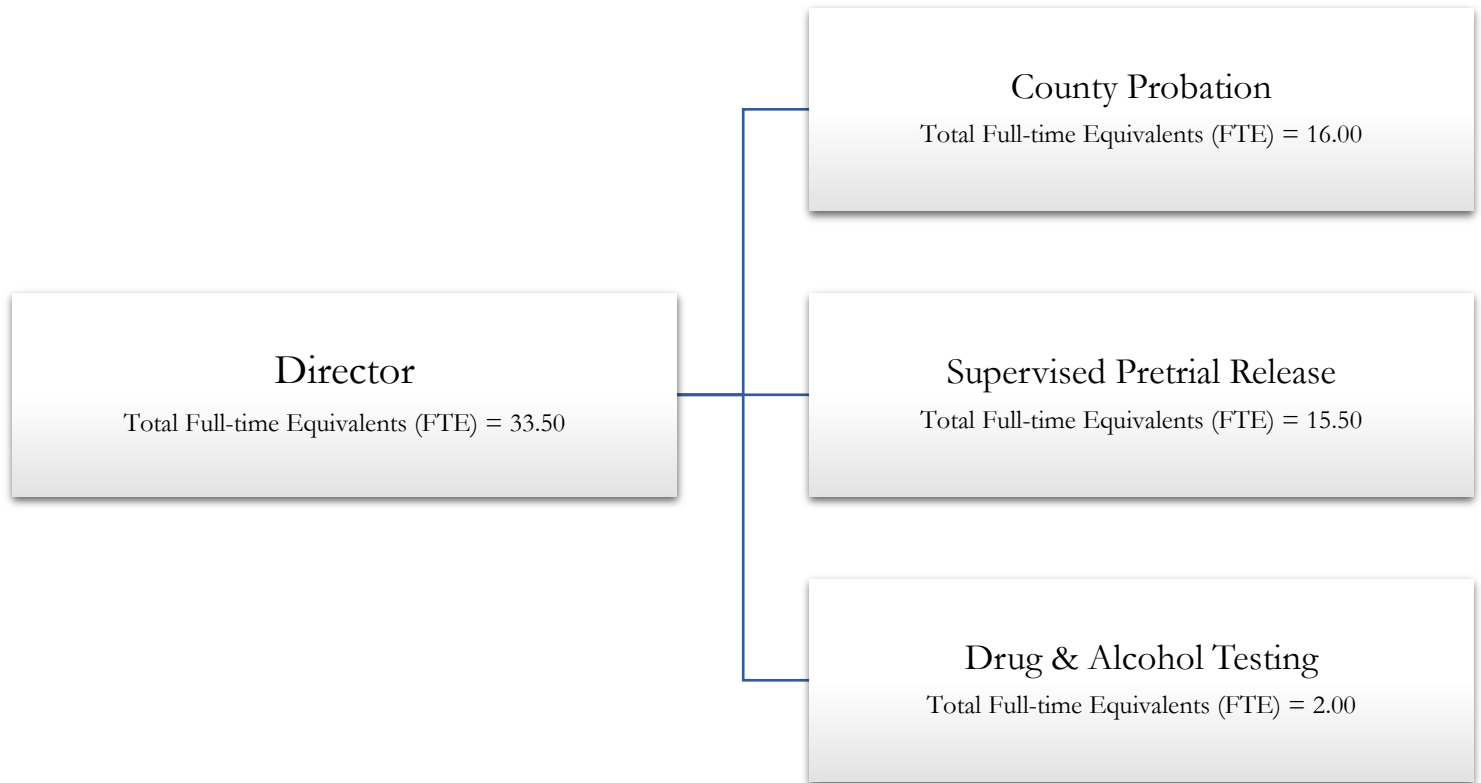 Director
Total Full-time Equivalents (FTE) = 33.50
County Probation
Total Full-time Equivalents (FTE) = 16.00
Supervised Pretrial Release
Total Full-time Equivalents (FTE) = 15.50
Drug & Alcohol Testing
Total Full-time Equivalents (FTE) = 2.00